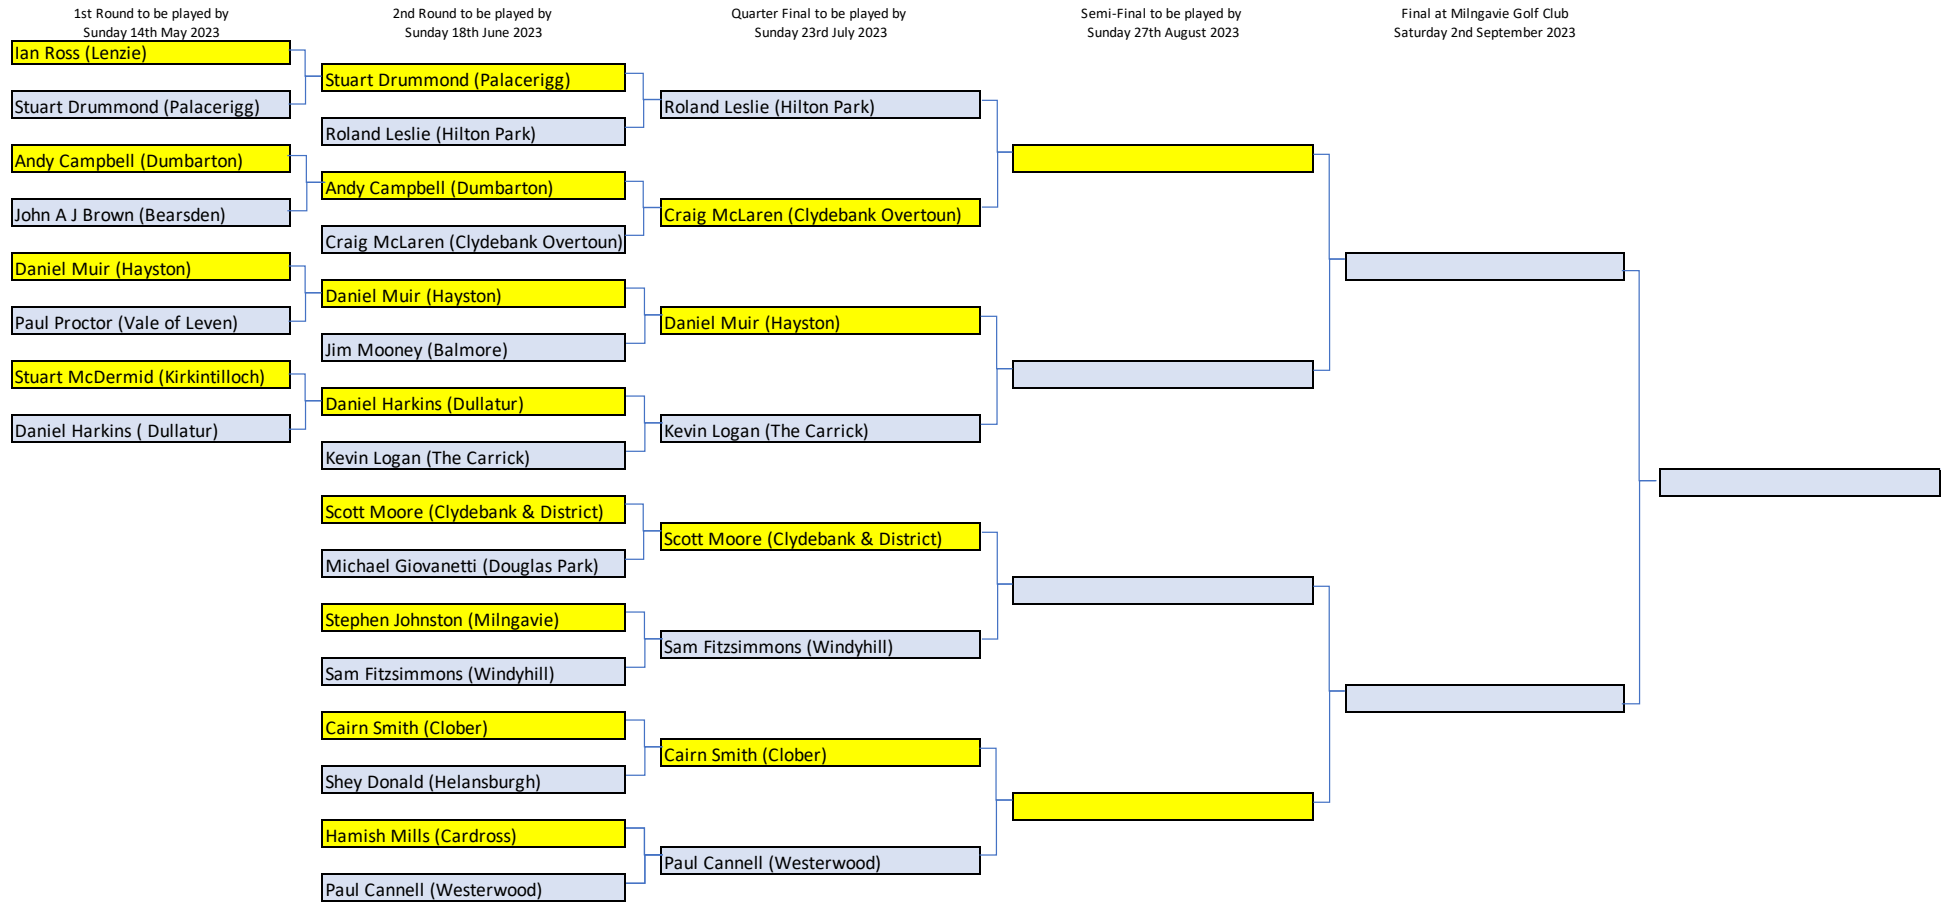 1st Round to be played by
Sunday 14th May 2023
Ian Ross (Lenzie)
Stuart Drummond (Palacerigg)
Andy Campbell (Dumbarton)
John A J Brown (Bearsden)
Daniel Muir (Hayston)
Paul Proctor (Vale of Leven)
Stuart McDermid (Kirkintilloch)
Daniel Harkins ( Dullatur)
2nd Round to be played by
Sunday 18th June 2023
Stuart Drummond (Palacerigg)
Roland Leslie (Hilton Park)
Andy Campbell (Dumbarton)
Craig McLaren (Clydebank Overtoun)
Daniel Muir (Hayston)
Jim Mooney (Balmore)
Daniel Harkins (Dullatur)
Kevin Logan (The Carrick)
Scott Moore (Clydebank & District)
Michael Giovanetti (Douglas Park)
Stephen Johnston (Milngavie)
Sam Fitzsimmons (Windyhill)
Cairn Smith (Clober)
Shey Donald (Helansburgh)
Hamish Mills (Cardross)
Paul Cannell (Westerwood)
Quarter Final to be played by
Sunday 23rd July 2023
Roland Leslie (Hilton Park)
Craig McLaren (Clydebank Overtoun)
Daniel Muir (Hayston)
Kevin Logan (The Carrick)
Scott Moore (Clydebank & District)
Sam Fitzsimmons (Windyhill)
Cairn Smith (Clober)
Paul Cannell (Westerwood)
Semi-Final to be played by
Sunday 27th August 2023
Final at Milngavie Golf Club
Saturday 2nd September 2023